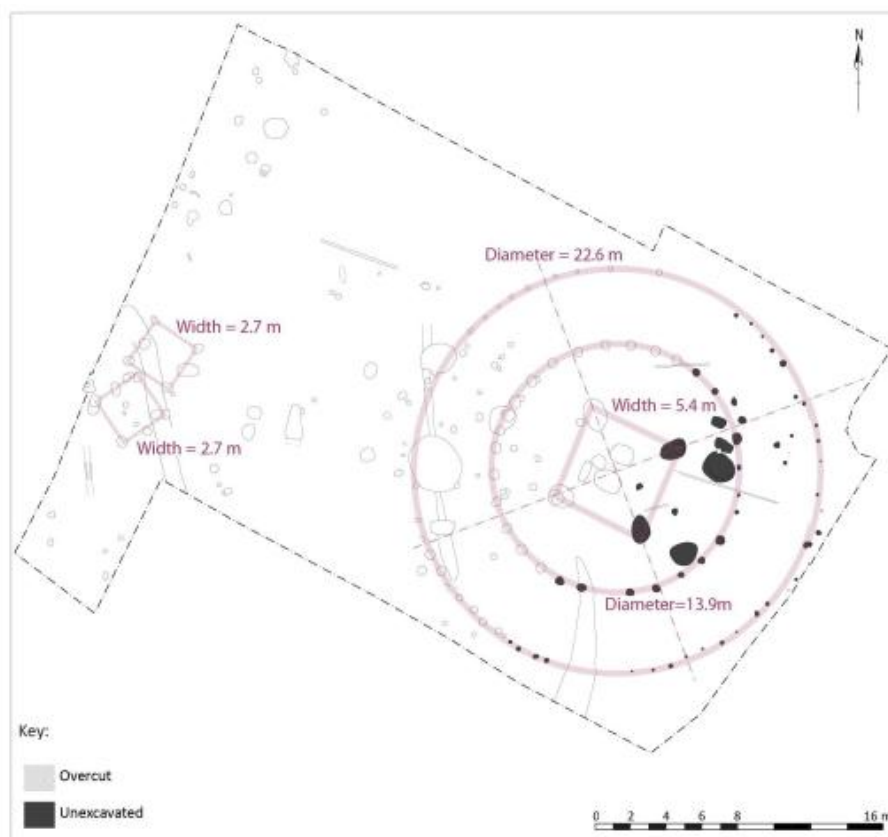 N
Diameter = 22.6 m
Width = 2.7 m
Width = 5.4 m
Width = 2.7 m
Diameter=13.9m
Key:
Overcut
Unexcavated
0 2 4 6 8 16 m